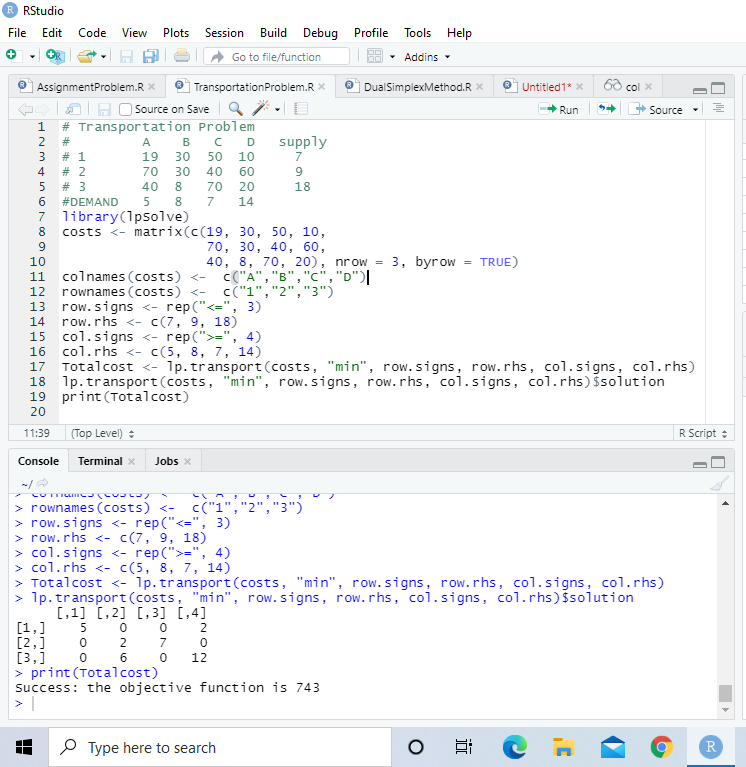 RStudio
File Edit Code View Plots Session Build Debug Profile Tools Help
Go to file/function Addins
AssignmentProblem.R TransportationProblem.R DualSimplexMethod.R Untitled1* col
Source on Save Run Source
1 # Transportation Problem
2 # A B C D supply
3 # 1 19 30 50 10 7
4 # 2 70 30 40 60 9
5 # 3 40 8 70 20 18
6 #DEMAND 5 8 7 14
7 library(lpSolve)
8 costs <- matrix(c(19, 30, 50, 10,
9 70, 30, 40, 60,
10 40, 8, 70, 20), nrow = 3, byrow = TRUE)
11 colnames(costs) <- c("A","B","C","D")
12 rownames(costs) <- c("1","2","3")
13 row.signs <- rep("<=", 3)
14 row.rhs <- c(7, 9, 18)
15 col.signs <- rep(">=", 4)
16 col.rhs <- c(5, 8, 7, 14)
17 Totalcost <- lp.transport(costs, "min", row.signs, row.rhs, col.signs, col.rhs)
18 lp.transport(costs, "min", row.signs, row.rhs, col.signs, col.rhs)$solution
19 print(Totalcost)
20
11:39 (Top Level) R Script
Console Terminal Jobs
~/
> colnames(costs) <- c("A","B","C","D")
> rownames(costs) <- c("1","2","3")
> row.signs <- rep("<=", 3)
> row.rhs <- c(7, 9, 18)
> col.signs <- rep(">=", 4)
> col.rhs <- c(5, 8, 7, 14)
> Totalcost <- lp.transport(costs, "min", row.signs, row.rhs, col.signs, col.rhs)
> lp.transport(costs, "min", row.signs, row.rhs, col.signs, col.rhs)$solution
[,1] [,2] [,3] [,4]
[1,] 5 0 0 2
[2,] 0 2 7 0
[3,] 0 6 0 12
> print(Totalcost)
Success: the objective function is 743
>
Type here to search